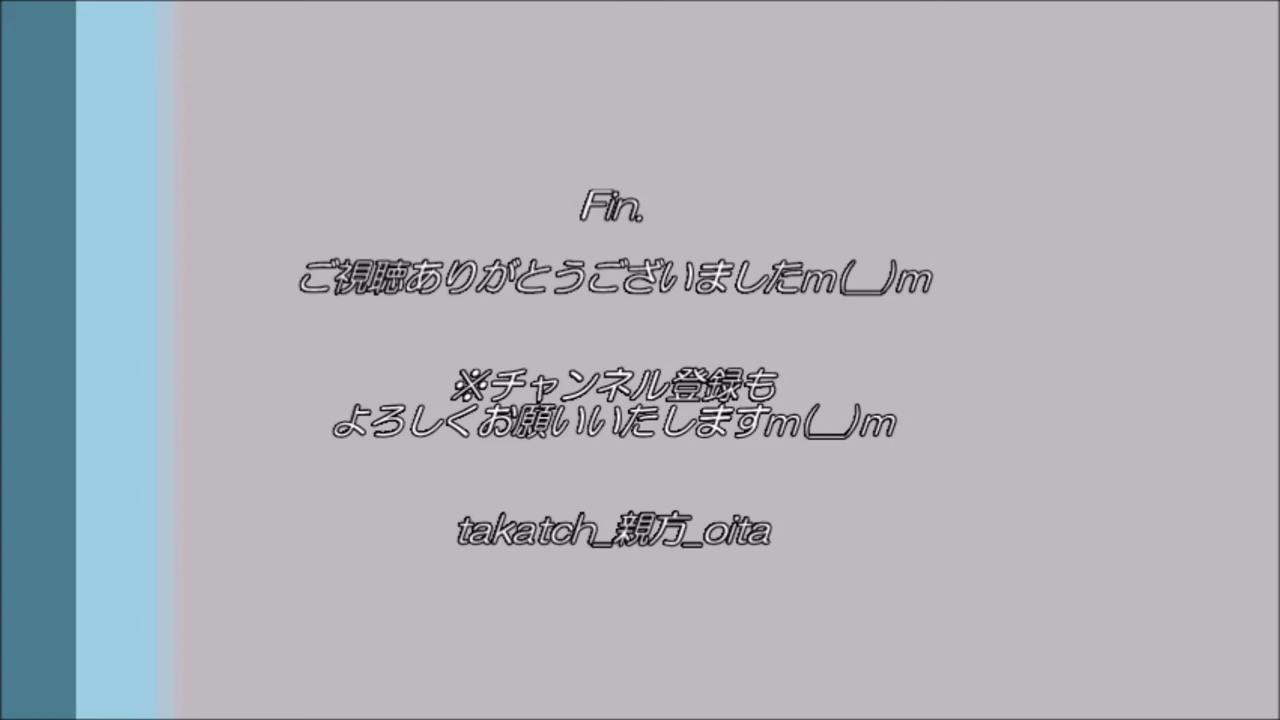 Fin.
ご視聴ありがとうございましたm(__)m
※チャンネル登録も
よろしくお願いいたしますm(__)m
takatch_親方_oita